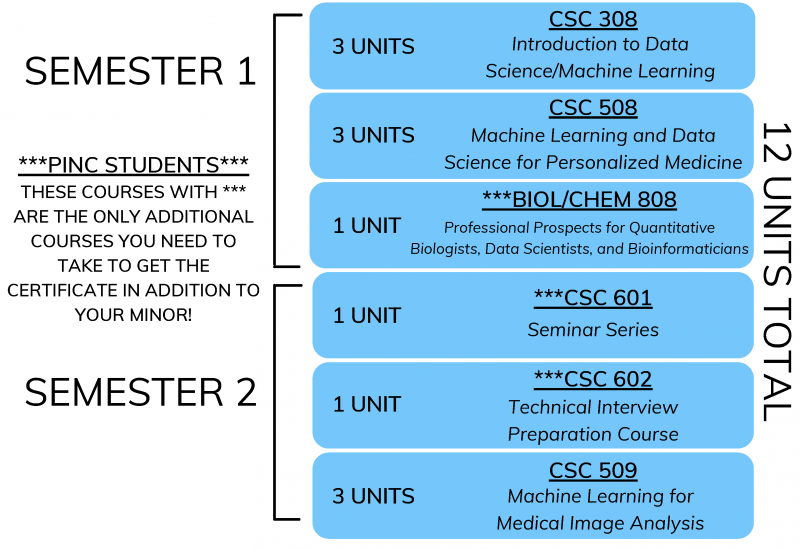 SEMESTER 1
***PINC STUDENTS***
THESE COURSES WITH ***
ARE THE ONLY ADDITIONAL
COURSES YOU NEED TO
TAKE TO GET THE
CERTIFICATE IN ADDITION TO
YOUR MINOR!
SEMESTER 2
3 UNITS
CSC 308
Introduction to Data
Science/Machine Learning
3 UNITS
CSC 508
Machine Learning and Data
Science for Personalized Medicine
1 UNIT
***BIOL/CHEM 808
Professional Prospects for Quantitative
Biologists, Data Scientists, and Bioinformaticians
1 UNIT
***CSC 601
Seminar Series
1 UNIT
***CSC 602
Technical Interview
Preparation Course
3 UNITS
CSC 509
Machine Learning for
Medical Image Analysis
12 UNITS TOTAL